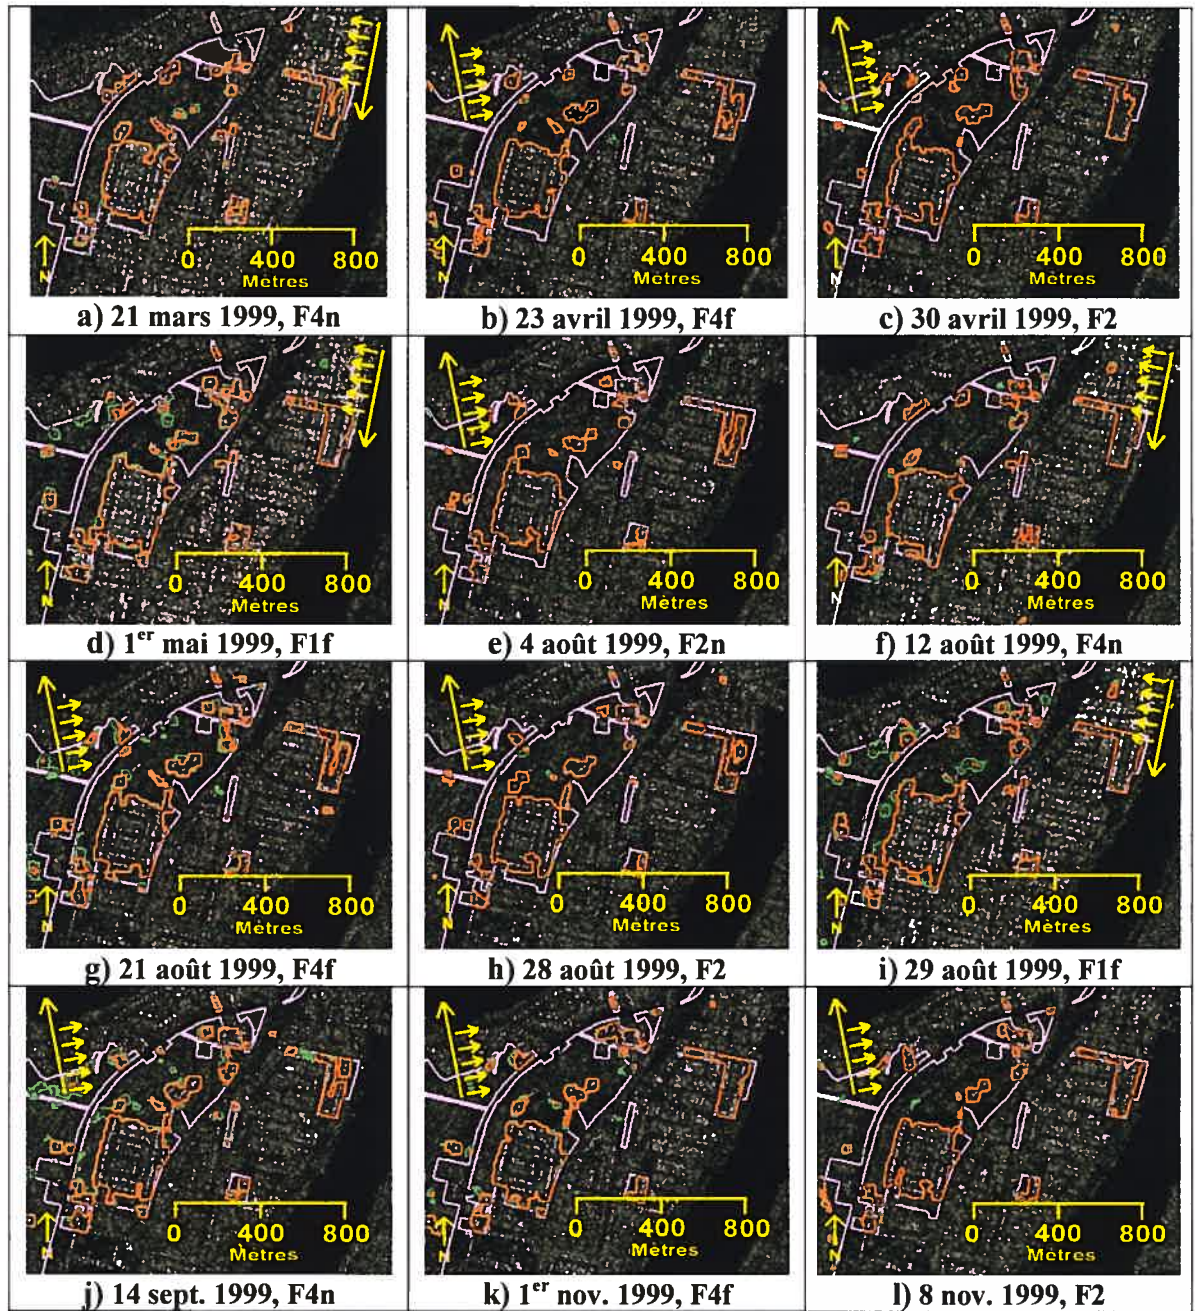 N 0 400 800
Mètres
a) 21 mars 1999, F4n
N 0 400 800
Mètres
b) 23 avril 1999, F4f
N 0 400 800
Mètres
c) 30 avril 1999, F2
N 0 400 800
Mètres
d) 1er mai 1999, F1f
N 0 400 800
Mètres
e) 4 août 1999, F2n
N 0 400 800
Mètres
f) 12 août 1999, F4n
N 0 400 800
Mètres
g) 21 août 1999, F4f
N 0 400 800
Mètres
h) 28 août 1999, F2
N 0 400 800
Mètres
i) 29 août 1999, F1f
N 0 400 800
Mètres
j) 14 sept. 1999, F4n
N 0 400 800
Mètres
k) 1er nov. 1999, F4f
N 0 400 800
Mètres
l) 8 nov. 1999, F2